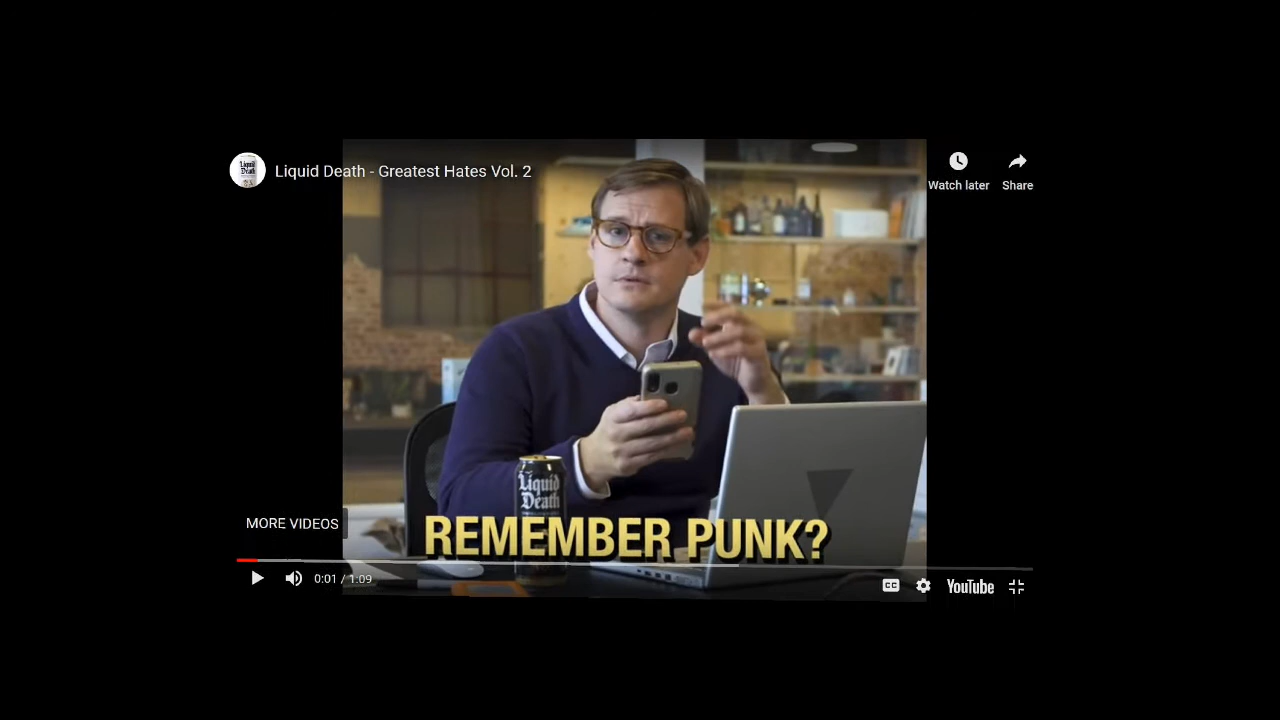 Liquid Death - Greatest Hates Vol. 2
Watch later
Share
Liquid
Death
REMEMBER PUNK?
MORE VIDEOS
0:01 / 1:09
CC
YouTube